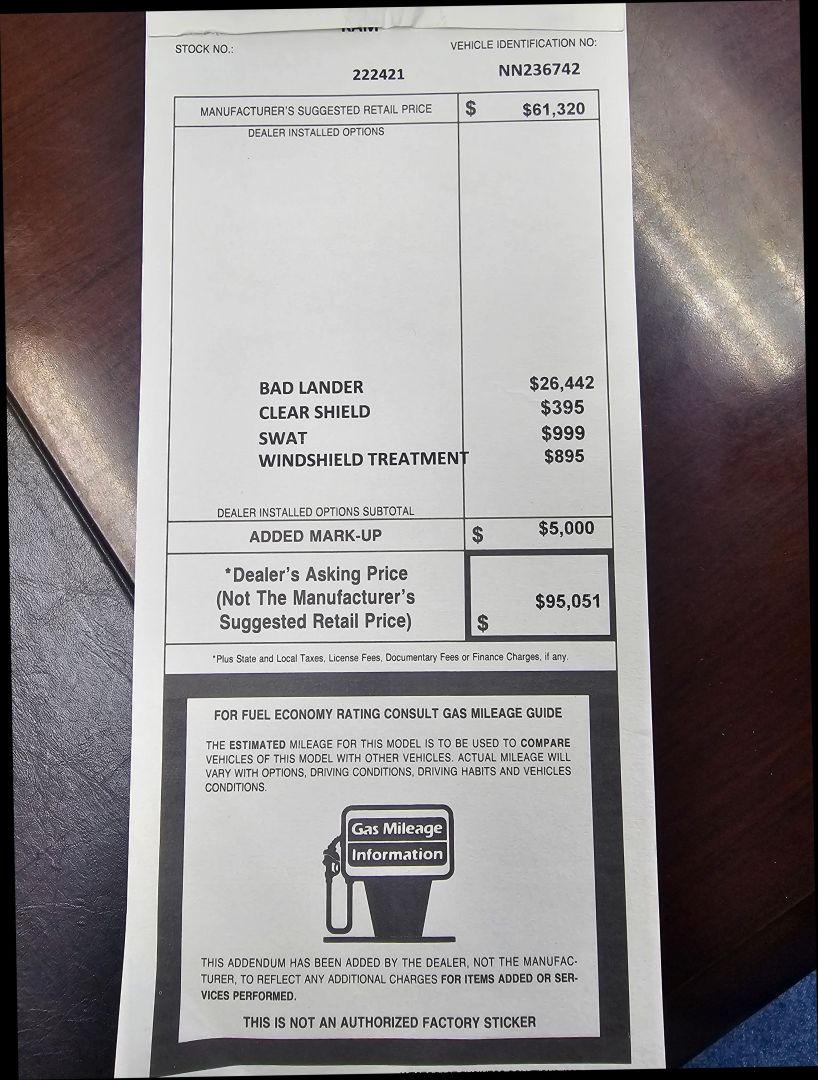 RAM
STOCK NO.: VEHICLE IDENTIFICATION NO:
222421 NN236742
MANUFACTURER'S SUGGESTED RETAIL PRICE $ $61,320
DEALER INSTALLED OPTIONS
BAD LANDER $26,442
CLEAR SHIELD $395
SWAT $999
WINDSHIELD TREATMENT $895
DEALER INSTALLED OPTIONS SUBTOTAL
ADDED MARK-UP $ $5,000
*Dealer's Asking Price
(Not The Manufacturer's $95,051
Suggested Retail Price) $
*Plus State and Local Taxes, License Fees, Documentary Fees or Finance Charges, if any.
FOR FUEL ECONOMY RATING CONSULT GAS MILEAGE GUIDE
THE ESTIMATED MILEAGE FOR THIS MODEL IS TO BE USED TO COMPARE
VEHICLES OF THIS MODEL WITH OTHER VEHICLES. ACTUAL MILEAGE WILL
VARY WITH OPTIONS, DRIVING CONDITIONS, DRIVING HABITS AND VEHICLES
CONDITIONS.
Gas Mileage
Information
THIS ADDENDUM HAS BEEN ADDED BY THE DEALER, NOT THE MANUFAC-
TURER, TO REFLECT ANY ADDITIONAL CHARGES FOR ITEMS ADDED OR SER-
VICES PERFORMED.
THIS IS NOT AN AUTHORIZED FACTORY STICKER